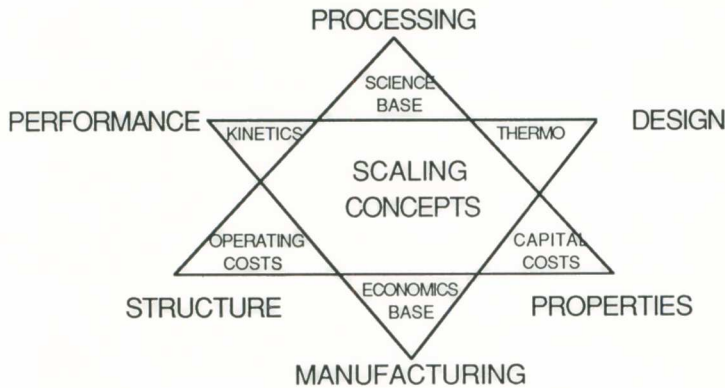 PROCESSING
SCIENCE
BASE
PERFORMANCE
KINETICS
THERMO
DESIGN
SCALING
CONCEPTS
OPERATING
COSTS
CAPITAL
COSTS
ECONOMICS
BASE
STRUCTURE
PROPERTIES
MANUFACTURING